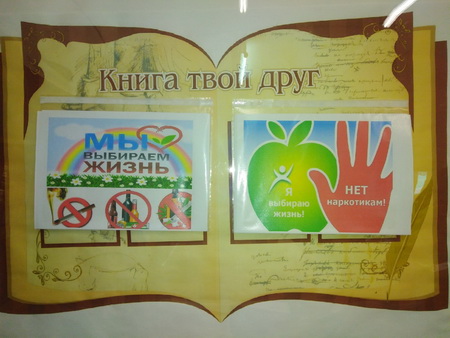 Книга твой друг
МЫ
ВЫБИРАЕМ
ЖИЗНЬ
Я
выбираю
жизнь!
НЕТ
наркотикам!